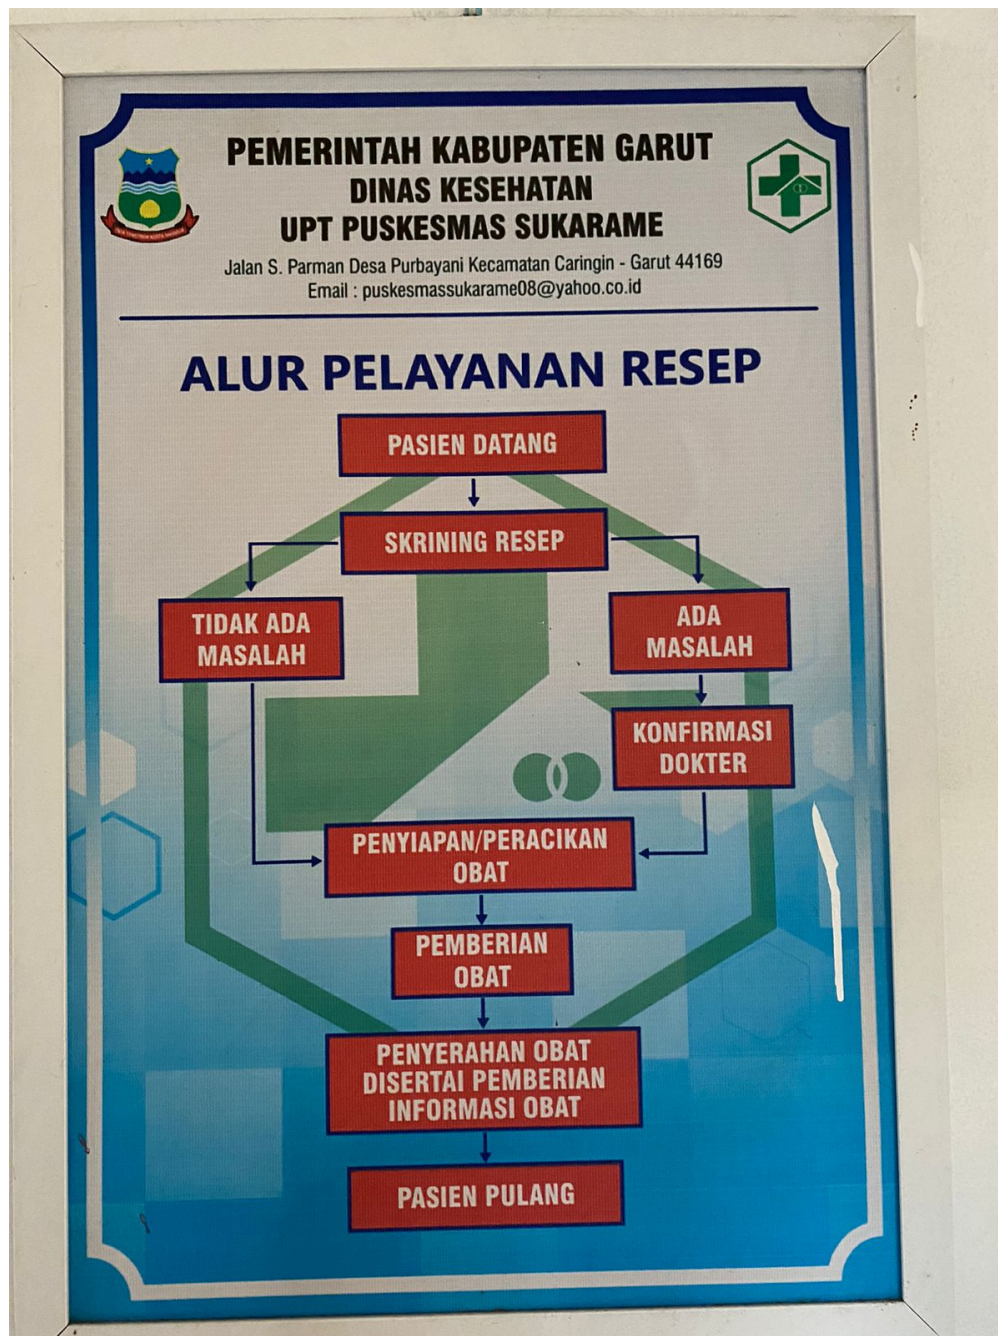 PEMERINTAH KABUPATEN GARUT
DINAS KESEHATAN
UPT PUSKESMAS SUKARAME
Jalan S. Parman Desa Purbayani Kecamatan Caringin - Garut 44169
Email : puskesmassukarame08@yahoo.co.id
ALUR PELAYANAN RESEP
PASIEN DATANG
SKRINING RESEP
TIDAK ADA
MASALAH
ADA
MASALAH
KONFIRMASI
DOKTER
PENYIAPAN/PERACIKAN
OBAT
PEMBERIAN
OBAT
PENYERAHAN OBAT
DISERTAI PEMBERIAN
INFORMASI OBAT
PASIEN PULANG